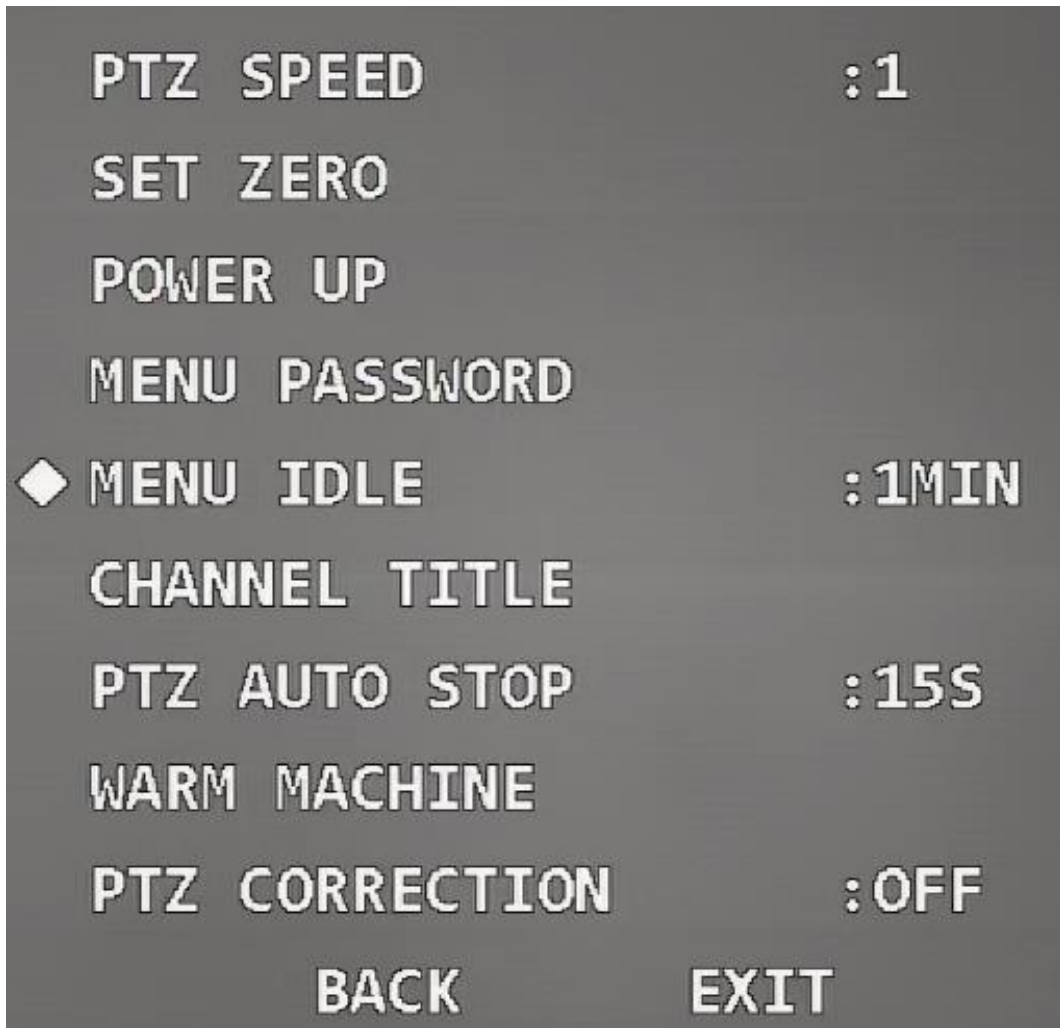 PTZ SPEED :1
SET ZERO
POWER UP
MENU PASSWORD
MENU IDLE :1MIN
CHANNEL TITLE
PTZ AUTO STOP :15S
WARM MACHINE
PTZ CORRECTION :OFF
BACK EXIT